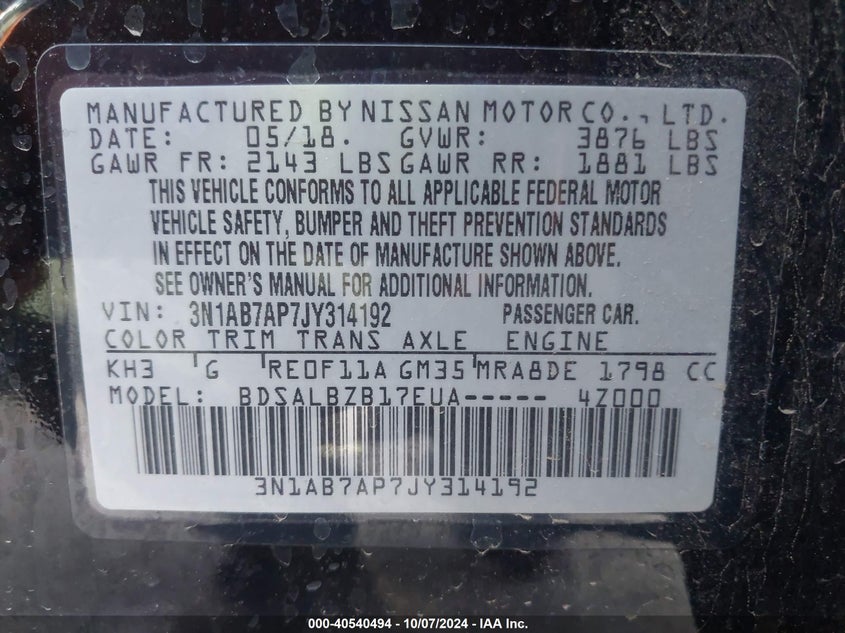 MANUFACTURED BY NISSAN MOTOR CO., LTD.
DATE: 05/18. GVWR: 3876 LBS
GAWR FR: 2143 LBS GAWR RR: 1881 LBS
THIS VEHICLE CONFORMS TO ALL APPLICABLE FEDERAL MOTOR
VEHICLE SAFETY, BUMPER AND THEFT PREVENTION STANDARDS
IN EFFECT ON THE DATE OF MANUFACTURE SHOWN ABOVE.
SEE OWNER'S MANUAL FOR ADDITIONAL INFORMATION.
VIN: 3N1AB7AP7JY314192 PASSENGER CAR.
COLOR TRIM TRANS AXLE ENGINE
KH3 G RE0F11A GM35 MRA8DE 1798 CC
MODEL: BDSALBZB17EUA----- 4Z000
3N1AB7AP7JY314192
000-40540494 - 10/07/2024 - IAA Inc.